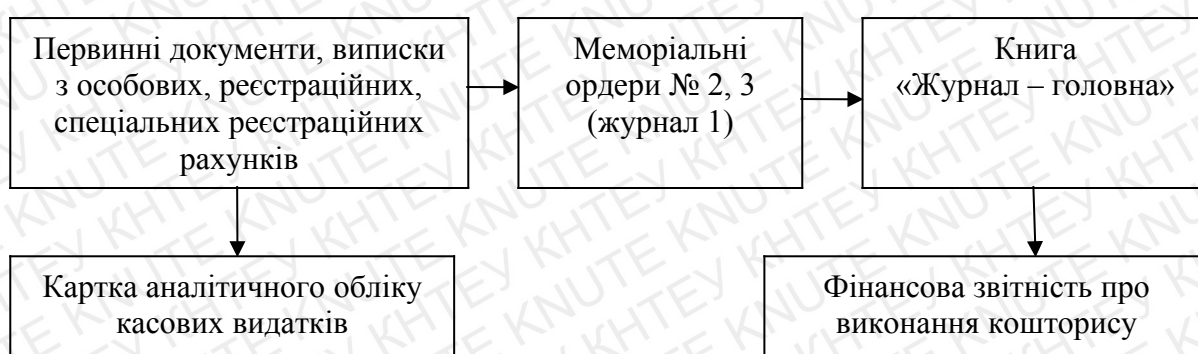 Первинні документи, виписки
з особових, реєстраційних,
спеціальних реєстраційних
рахунків
Меморіальні
ордери № 2, 3
(журнал 1)
Книга
«Журнал – головна»
Картка аналітичного обліку
касових видатків
Фінансова звітність про
виконання кошторису